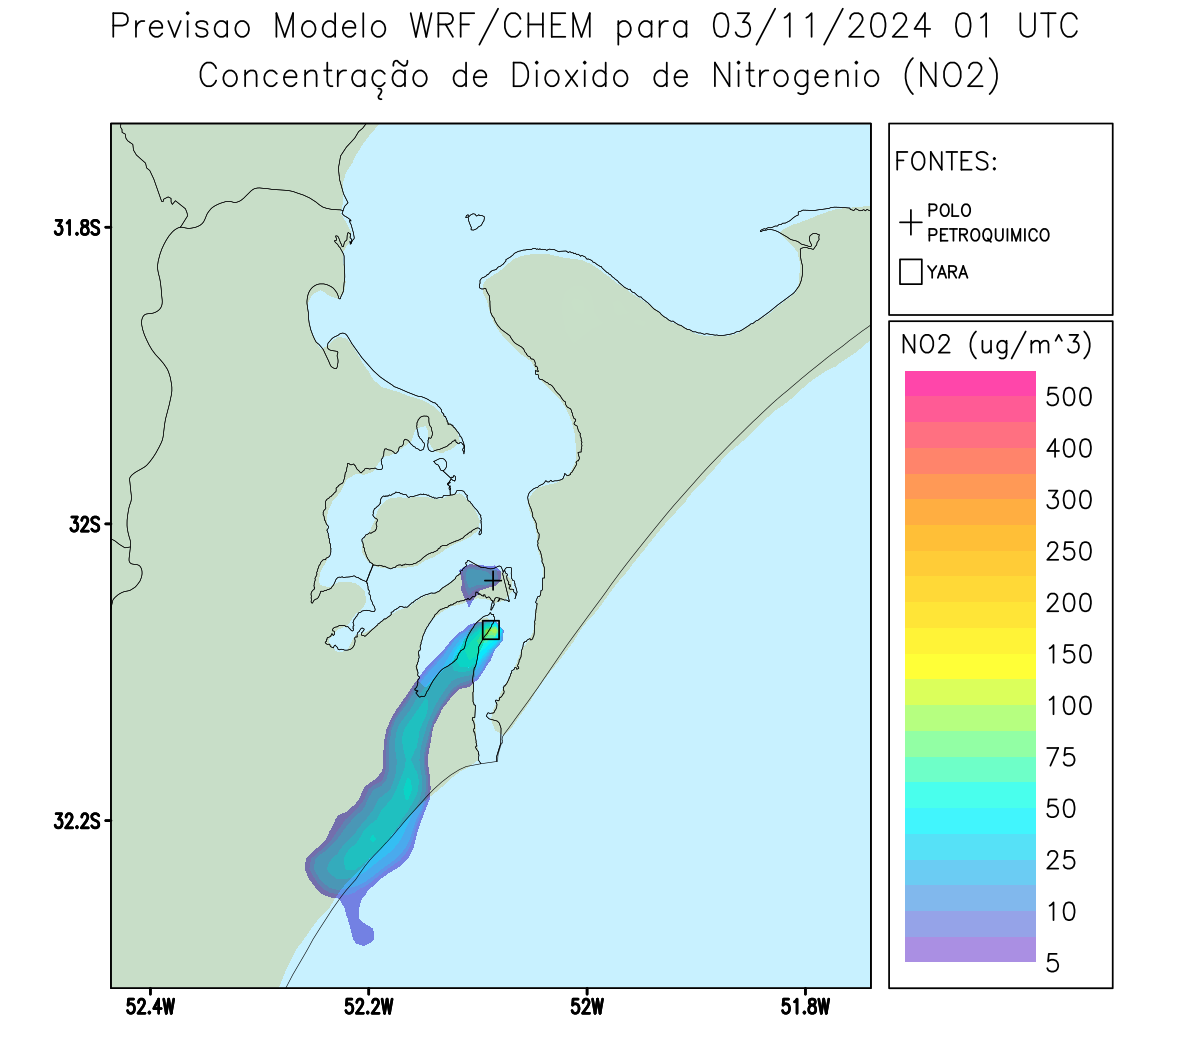 Previsao Modelo WRF/CHEM para 03/11/2024 01 UTC
Concentração de Dioxido de Nitrogenio (NO2)
FONTES:
POLO
PETROQUIMICO
YARA
NO2 (ug/m^3)
500
400
300
250
200
150
100
75
50
25
10
5
31.8S
32S
32.2S
52.4W
52.2W
52W
51.8W